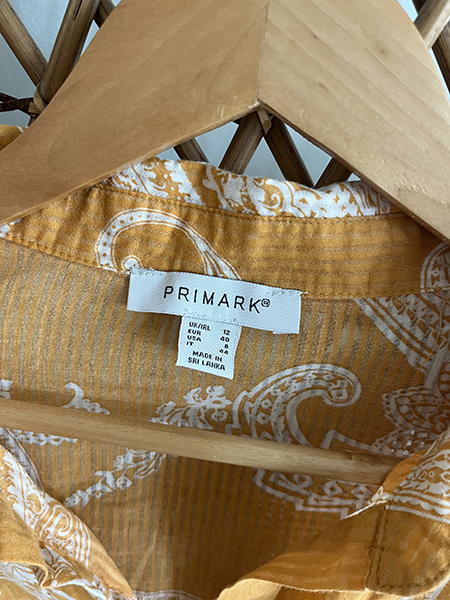 PRIMARK®
UK/IRL 12
EUR 40
USA 8
IT 44
MADE IN
SRI LANKA